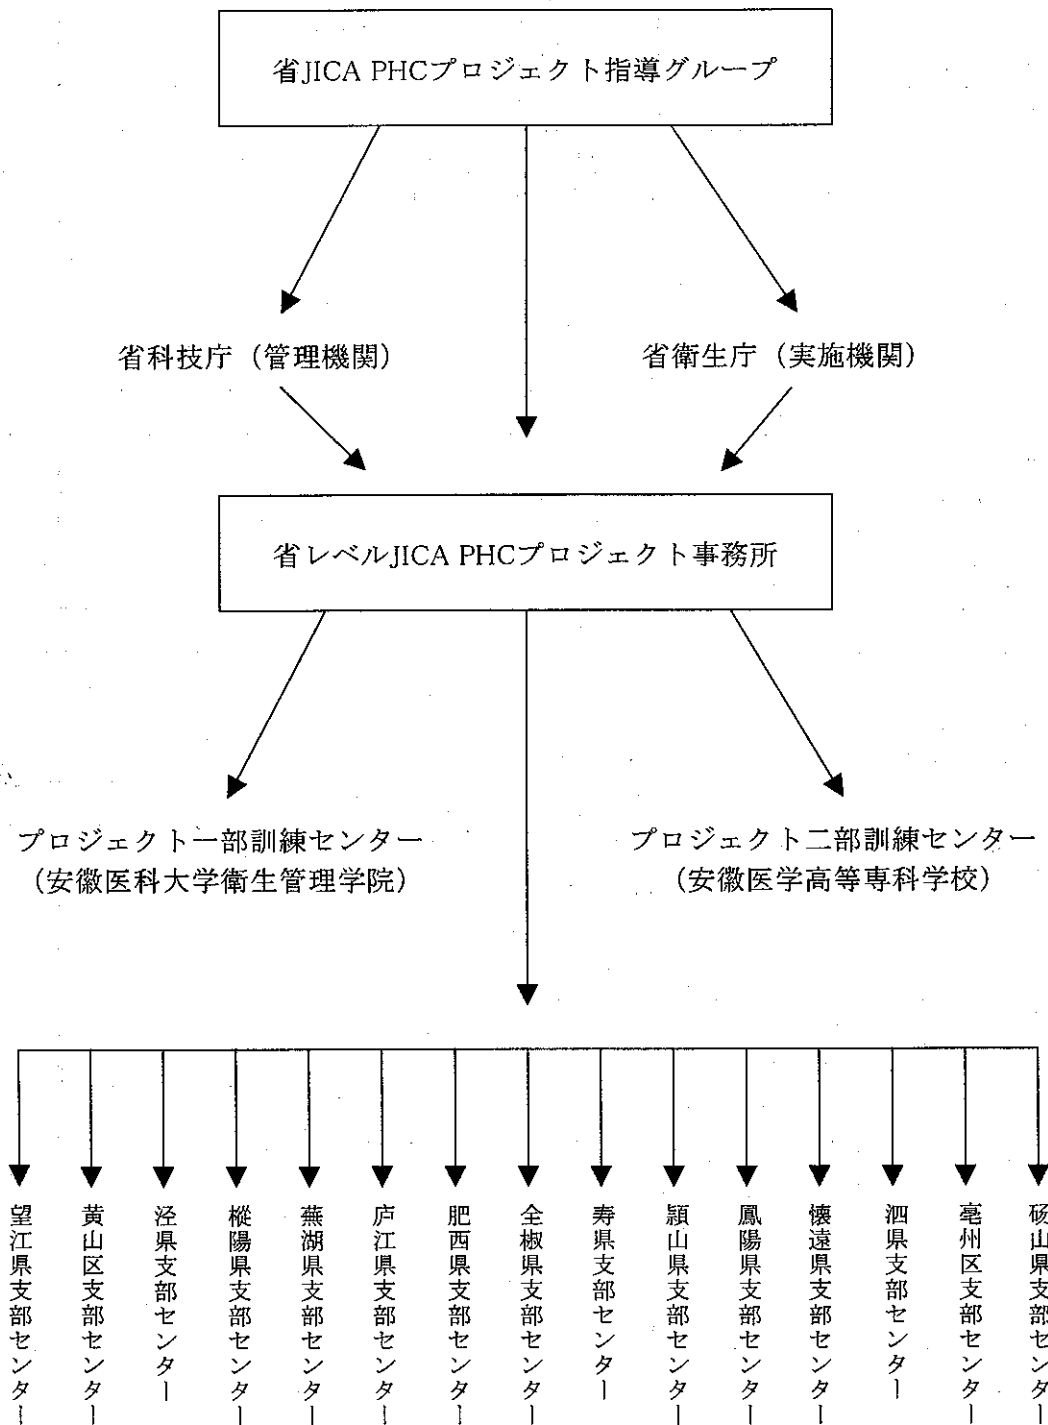 省JICA PHCプロジェクト指導グループ
省科技庁（管理機関）
省衛生庁（実施機関）
省レベルJICA PHCプロジェクト事務所
プロジェクト一部訓練センター
（安徽医科大学衛生管理学院）
プロジェクト二部訓練センター
（安徽医学高等専科学校）
望江県支部センター
黄山区支部センター
泾県支部センター
樅陽県支部センター
蕪湖県支部センター
庐江県支部センター
肥西県支部センター
全椒県支部センター
寿県支部センター
頴山県支部センター
鳳陽県支部センター
懐遠県支部センター
泗県支部センター
亳州区支部センター
砀山県支部センター